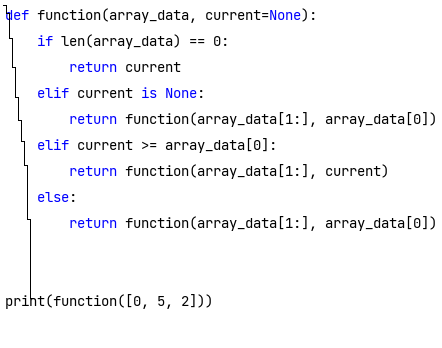 def function(array_data, current=None):
    if len(array_data) == 0:
        return current
    elif current is None:
        return function(array_data[1:], array_data[0])
    elif current >= array_data[0]:
        return function(array_data[1:], current)
    else:
        return function(array_data[1:], array_data[0])
print(function([0, 5, 2]))